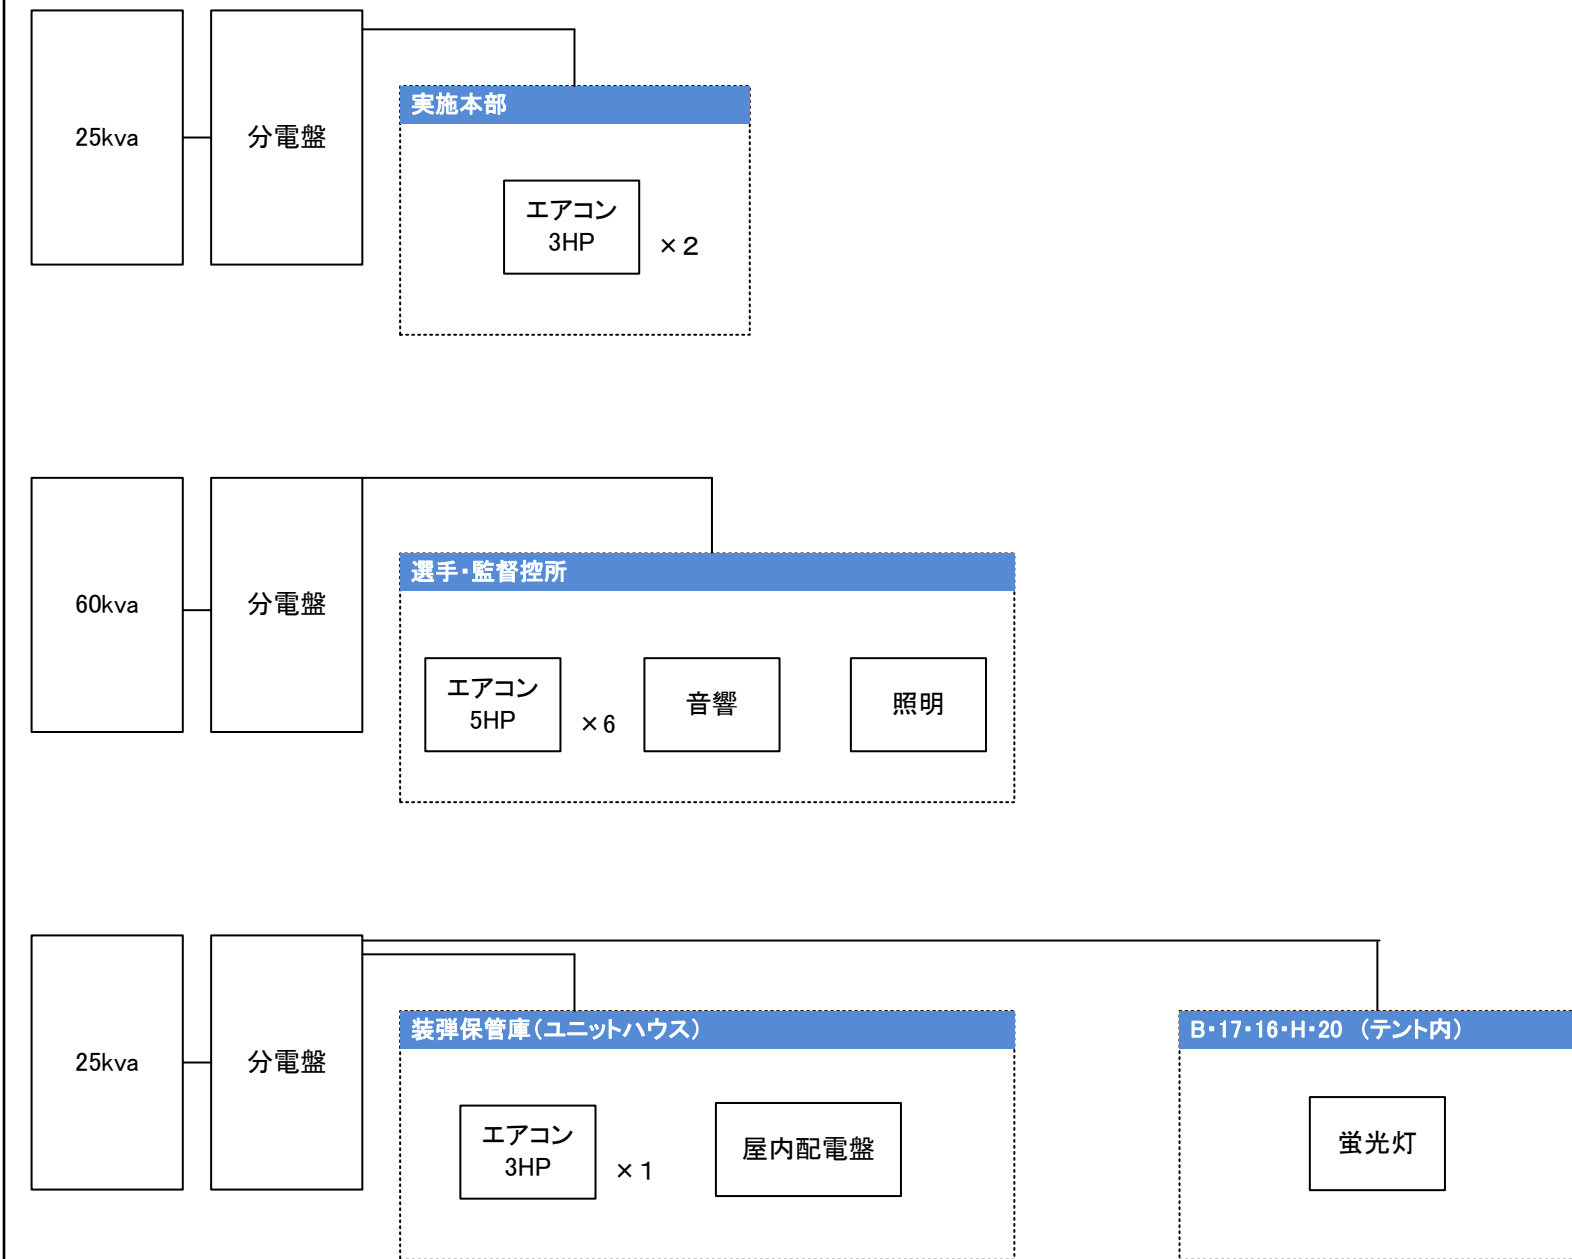 25kva
分電盤
実施本部
エアコン
3HP
×2
60kva
分電盤
選手・監督控所
エアコン
5HP
×6
音響
照明
25kva
分電盤
装弾保管庫(ユニットハウス)
エアコン
3HP
×1
屋内配電盤
B・17・16・H・20 (テント内)
蛍光灯